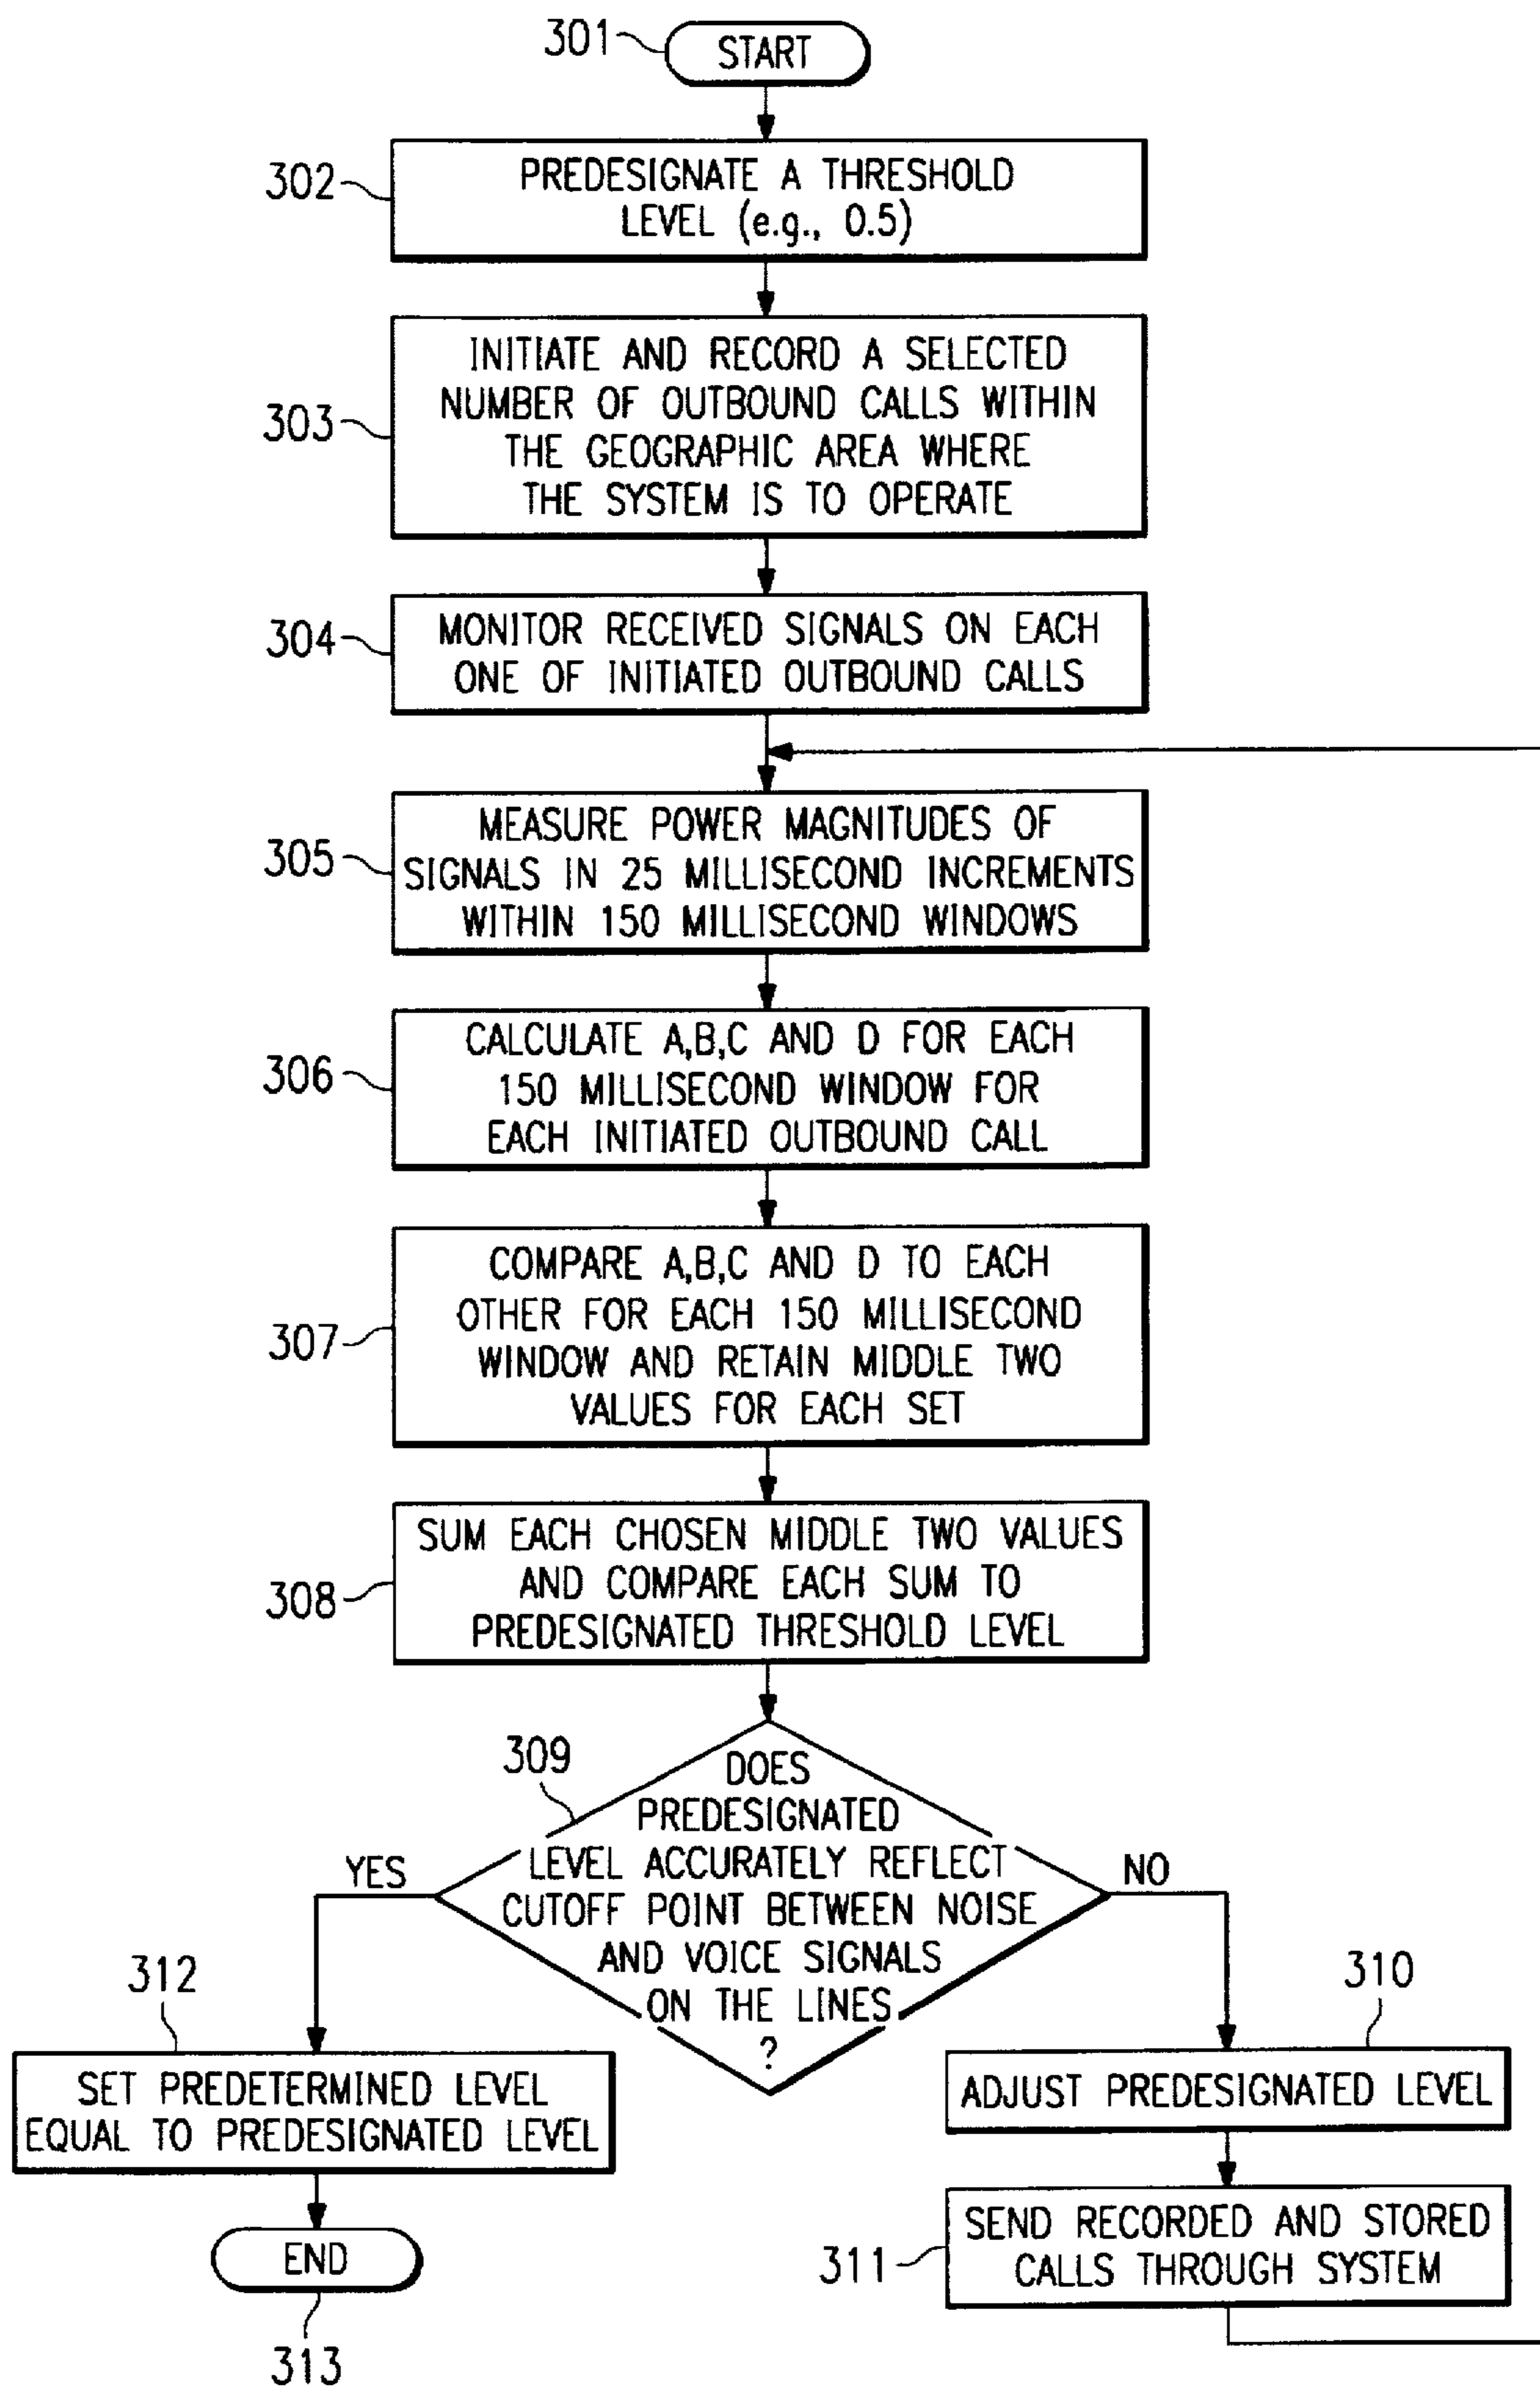 301
START
302
PREDESIGNATE A THRESHOLD
LEVEL (e.g., 0.5)
303
INITIATE AND RECORD A SELECTED
NUMBER OF OUTBOUND CALLS WITHIN
THE GEOGRAPHIC AREA WHERE
THE SYSTEM IS TO OPERATE
304
MONITOR RECEIVED SIGNALS ON EACH
ONE OF INITIATED OUTBOUND CALLS
305
MEASURE POWER MAGNITUDES OF
SIGNALS IN 25 MILLISECOND INCREMENTS
WITHIN 150 MILLISECOND WINDOWS
306
CALCULATE A,B,C AND D FOR EACH
150 MILLISECOND WINDOW FOR
EACH INITIATED OUTBOUND CALL
307
COMPARE A,B,C AND D TO EACH
OTHER FOR EACH 150 MILLISECOND
WINDOW AND RETAIN MIDDLE TWO
VALUES FOR EACH SET
308
SUM EACH CHOSEN MIDDLE TWO VALUES
AND COMPARE EACH SUM TO
PREDESIGNATED THRESHOLD LEVEL
309
DOES
PREDESIGNATED
LEVEL ACCURATELY REFLECT
CUTOFF POINT BETWEEN NOISE
AND VOICE SIGNALS
ON THE LINES
?
YES
NO
312
SET PREDETERMINED LEVEL
EQUAL TO PREDESIGNATED LEVEL
310
ADJUST PREDESIGNATED LEVEL
END
313
311
SEND RECORDED AND STORED
CALLS THROUGH SYSTEM